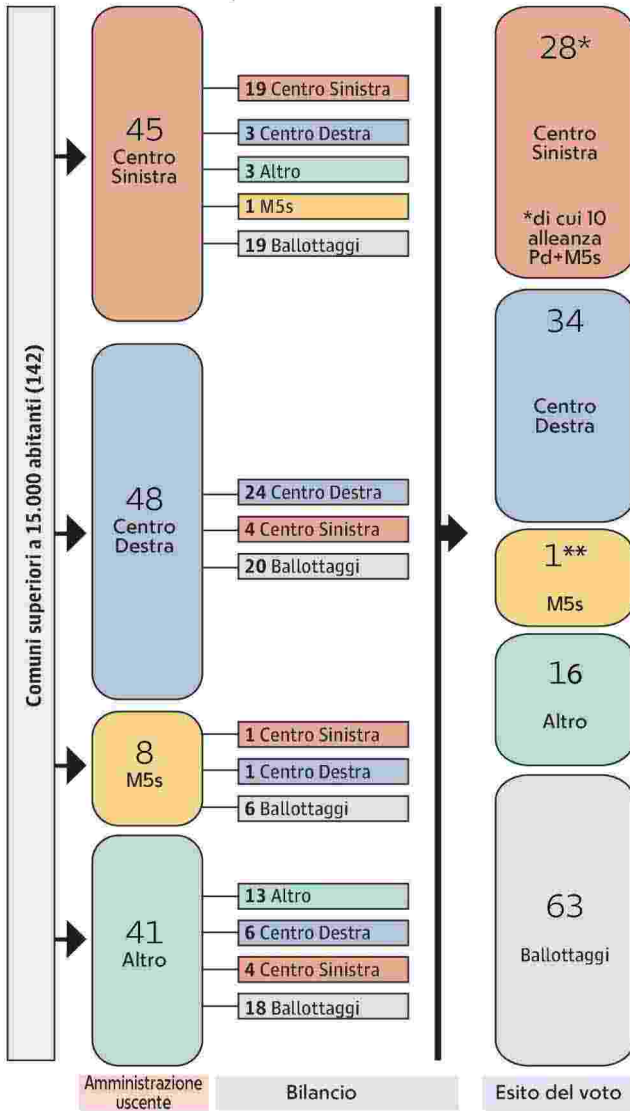 Comuni superiori a 15.000 abitanti (142)
45
Centro
Sinistra
19 Centro Sinistra
3 Centro Destra
3 Altro
1 M5s
19 Ballottaggi
48
Centro
Destra
24 Centro Destra
4 Centro Sinistra
20 Ballottaggi
8
M5s
1 Centro Sinistra
1 Centro Destra
6 Ballottaggi
41
Altro
13 Altro
6 Centro Destra
4 Centro Sinistra
18 Ballottaggi
28*
Centro
Sinistra
*di cui 10
alleanza
Pd+M5s
34
Centro
Destra
1**
M5s
16
Altro
63
Ballottaggi
Amministrazione
uscente
Bilancio
Esito del voto